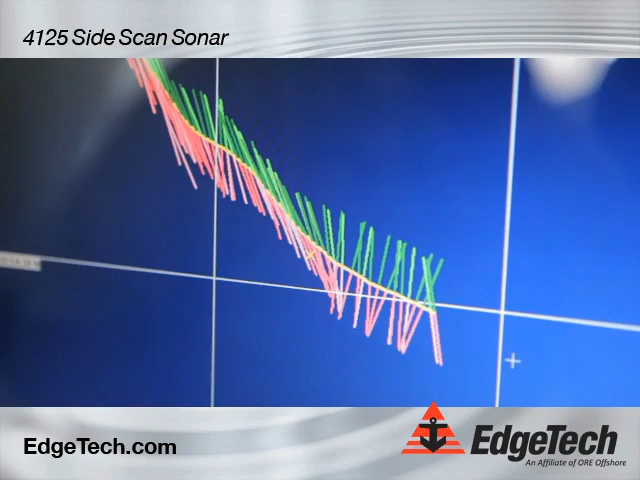 4125 Side Scan Sonar
EdgeTech.com
EdgeTech
An Affiliate of ORE Offshore